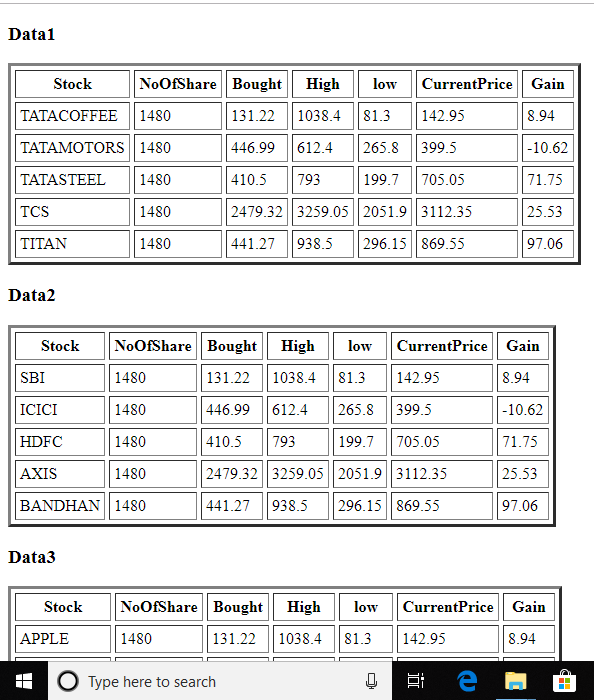 Data1
Stock NoOfShare Bought High low CurrentPrice Gain
TATACOFFEE 1480 131.22 1038.4 81.3 142.95 8.94
TATAMOTORS 1480 446.99 612.4 265.8 399.5 -10.62
TATASTEEL 1480 410.5 793 199.7 705.05 71.75
TCS 1480 2479.32 3259.05 2051.9 3112.35 25.53
TITAN 1480 441.27 938.5 296.15 869.55 97.06
Data2
Stock NoOfShare Bought High low CurrentPrice Gain
SBI 1480 131.22 1038.4 81.3 142.95 8.94
ICICI 1480 446.99 612.4 265.8 399.5 -10.62
HDFC 1480 410.5 793 199.7 705.05 71.75
AXIS 1480 2479.32 3259.05 2051.9 3112.35 25.53
BANDHAN 1480 441.27 938.5 296.15 869.55 97.06
Data3
Stock NoOfShare Bought High low CurrentPrice Gain
APPLE 1480 131.22 1038.4 81.3 142.95 8.94
Type here to search